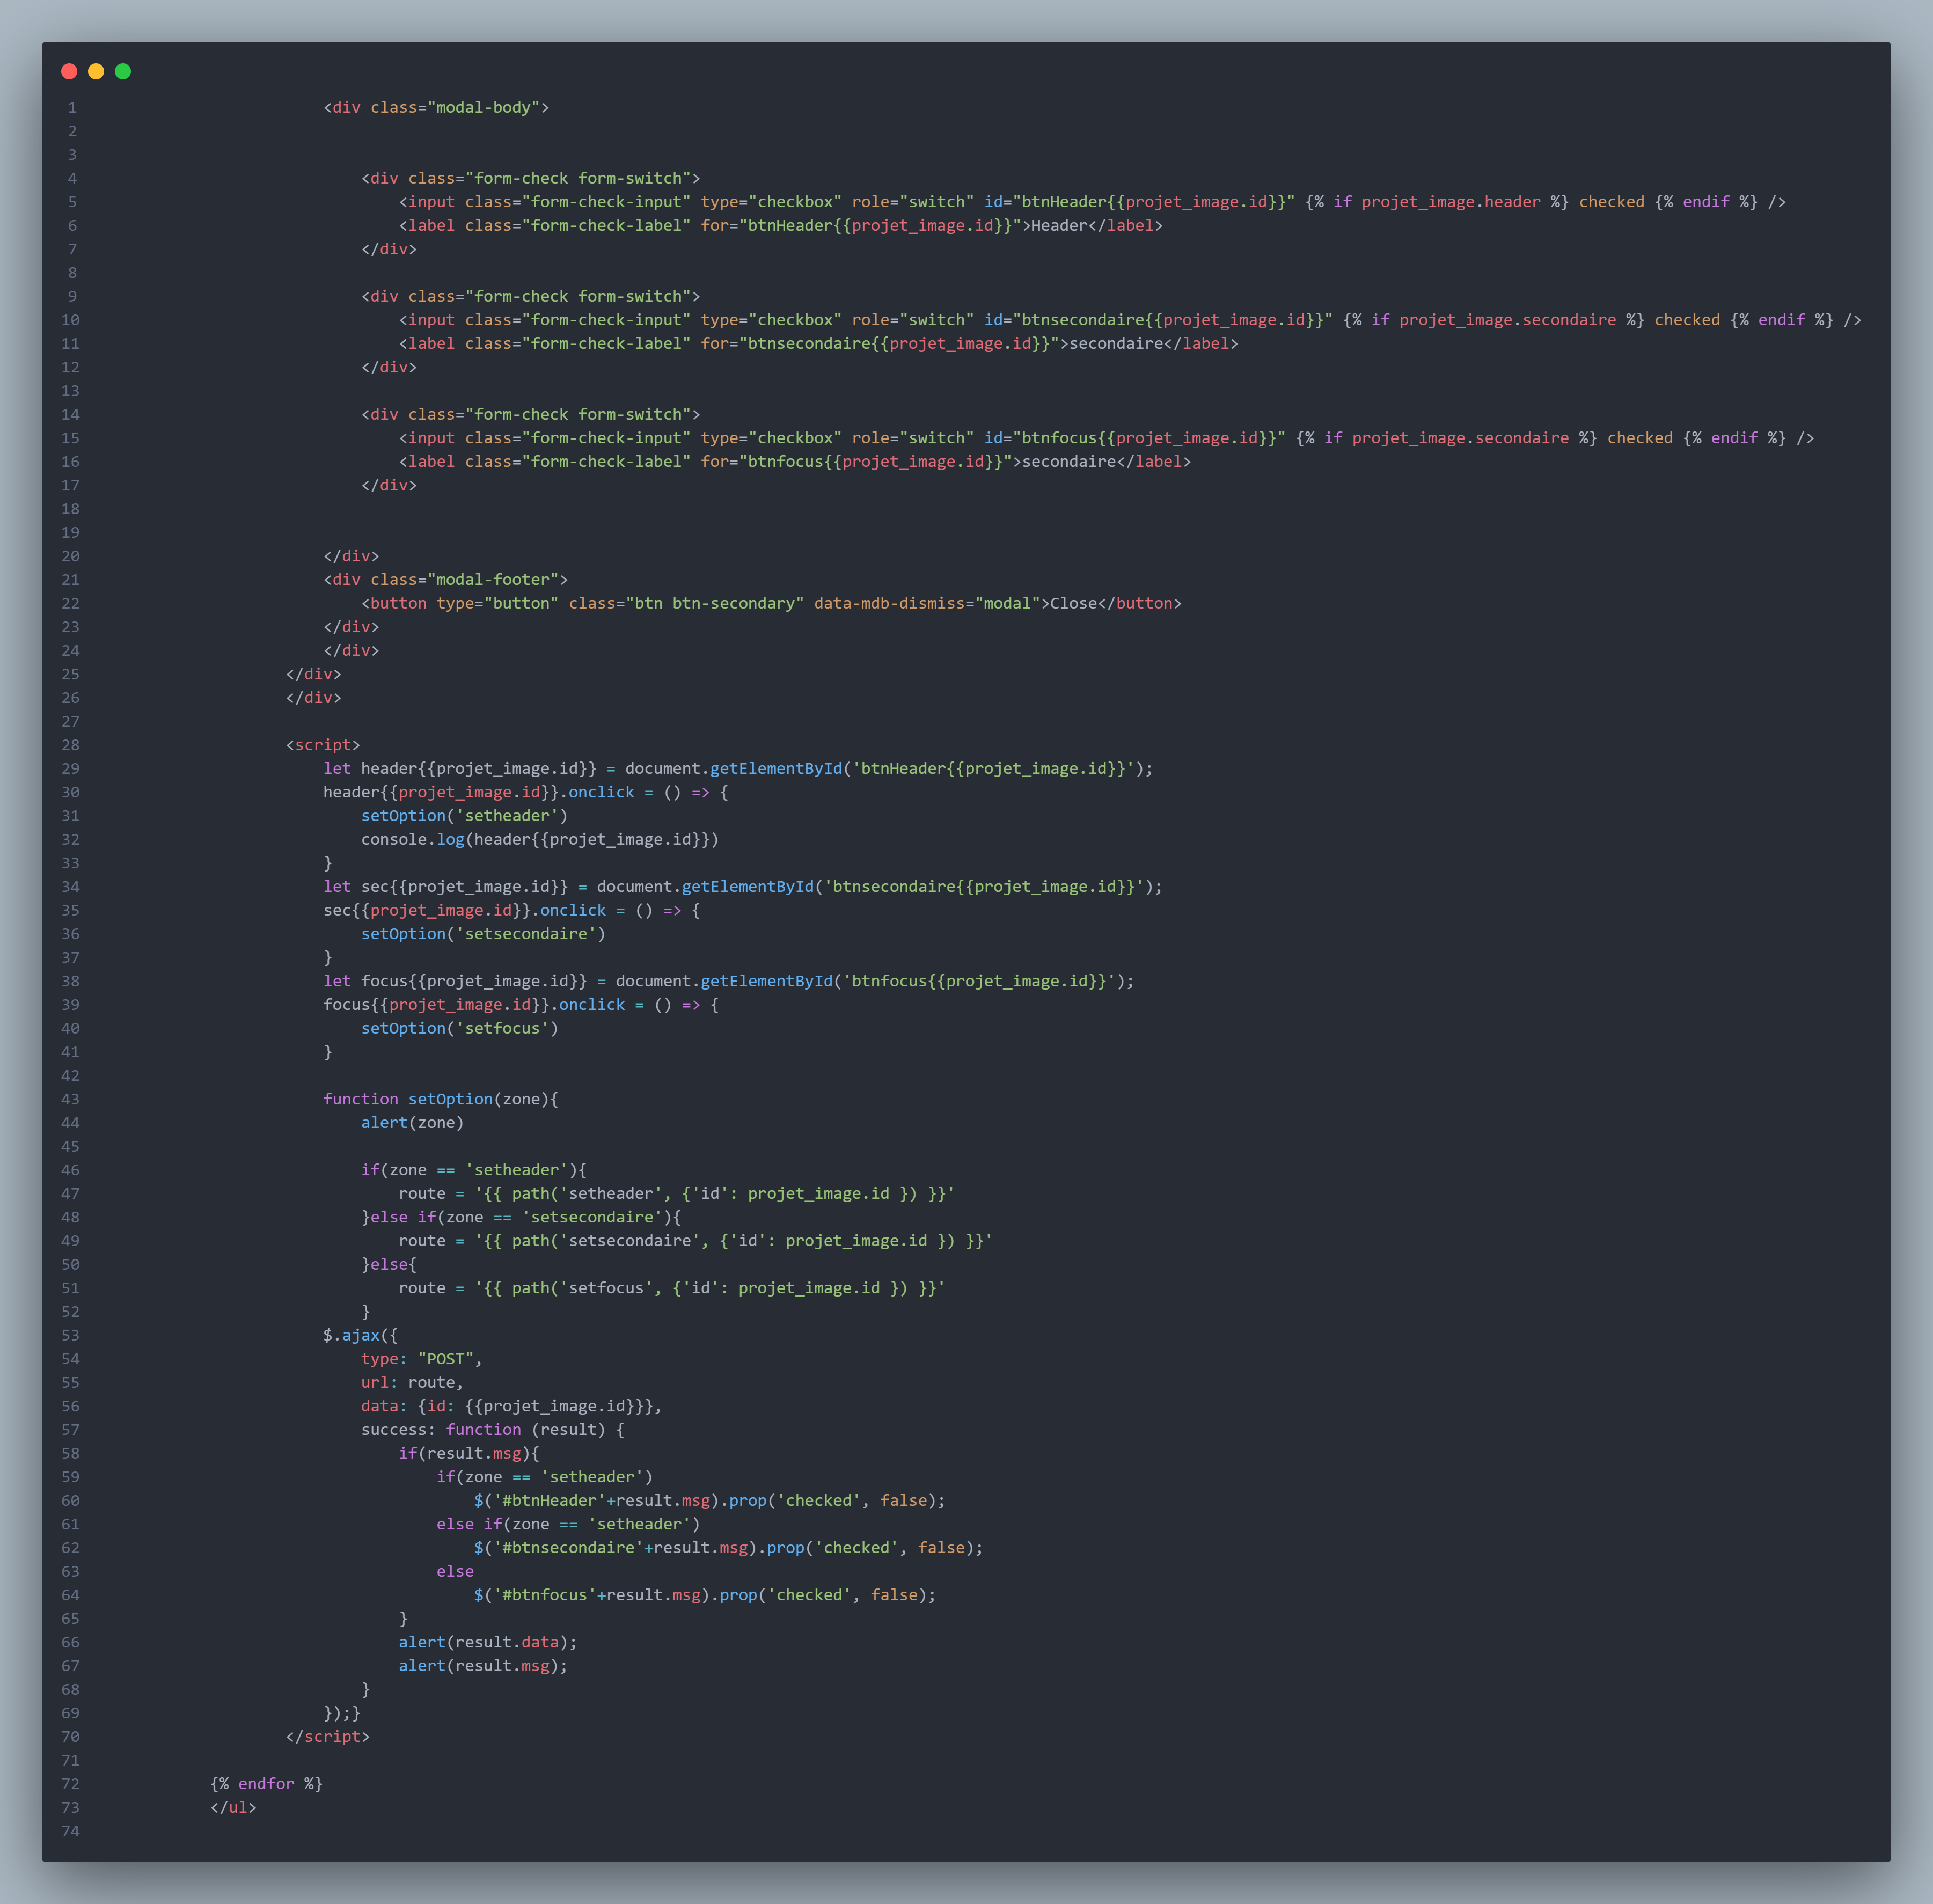 1 <div class="modal-body">
2
3
4 <div class="form-check form-switch">
5 <input class="form-check-input" type="checkbox" role="switch" id="btnHeader{{projet_image.id}}" {% if projet_image.header %} checked {% endif %} />
6 <label class="form-check-label" for="btnHeader{{projet_image.id}}">Header</label>
7 </div>
8
9 <div class="form-check form-switch">
10 <input class="form-check-input" type="checkbox" role="switch" id="btnsecondaire{{projet_image.id}}" {% if projet_image.secondaire %} checked {% endif %} />
11 <label class="form-check-label" for="btnsecondaire{{projet_image.id}}">secondaire</label>
12 </div>
13
14 <div class="form-check form-switch">
15 <input class="form-check-input" type="checkbox" role="switch" id="btnfocus{{projet_image.id}}" {% if projet_image.secondaire %} checked {% endif %} />
16 <label class="form-check-label" for="btnfocus{{projet_image.id}}">secondaire</label>
17 </div>
18
19
20 </div>
21 <div class="modal-footer">
22 <button type="button" class="btn btn-secondary" data-mdb-dismiss="modal">Close</button>
23 </div>
24 </div>
25 </div>
26 </div>
27
28 <script>
29 let header{{projet_image.id}} = document.getElementById('btnHeader{{projet_image.id}}');
30 header{{projet_image.id}}.onclick = () => {
31 setOption('setheader')
32 console.log(header{{projet_image.id}})
33 }
34 let sec{{projet_image.id}} = document.getElementById('btnsecondaire{{projet_image.id}}');
35 sec{{projet_image.id}}.onclick = () => {
36 setOption('setsecondaire')
37 }
38 let focus{{projet_image.id}} = document.getElementById('btnfocus{{projet_image.id}}');
39 focus{{projet_image.id}}.onclick = () => {
40 setOption('setfocus')
41 }
42
43 function setOption(zone){
44 alert(zone)
45
46 if(zone == 'setheader'){
47 route = '{{ path('setheader', {'id': projet_image.id }) }}'
48 }else if(zone == 'setsecondaire'){
49 route = '{{ path('setsecondaire', {'id': projet_image.id }) }}'
50 }else{
51 route = '{{ path('setfocus', {'id': projet_image.id }) }}'
52 }
53 $.ajax({
54 type: "POST",
55 url: route,
56 data: {id: {{projet_image.id}}},
57 success: function (result) {
58 if(result.msg){
59 if(zone == 'setheader')
60 $('#btnHeader'+result.msg).prop('checked', false);
61 else if(zone == 'setheader')
62 $('#btnsecondaire'+result.msg).prop('checked', false);
63 else
64 $('#btnfocus'+result.msg).prop('checked', false);
65 }
66 alert(result.data);
67 alert(result.msg);
68 }
69 });}
70 </script>
71
72 {% endfor %}
73 </ul>
74